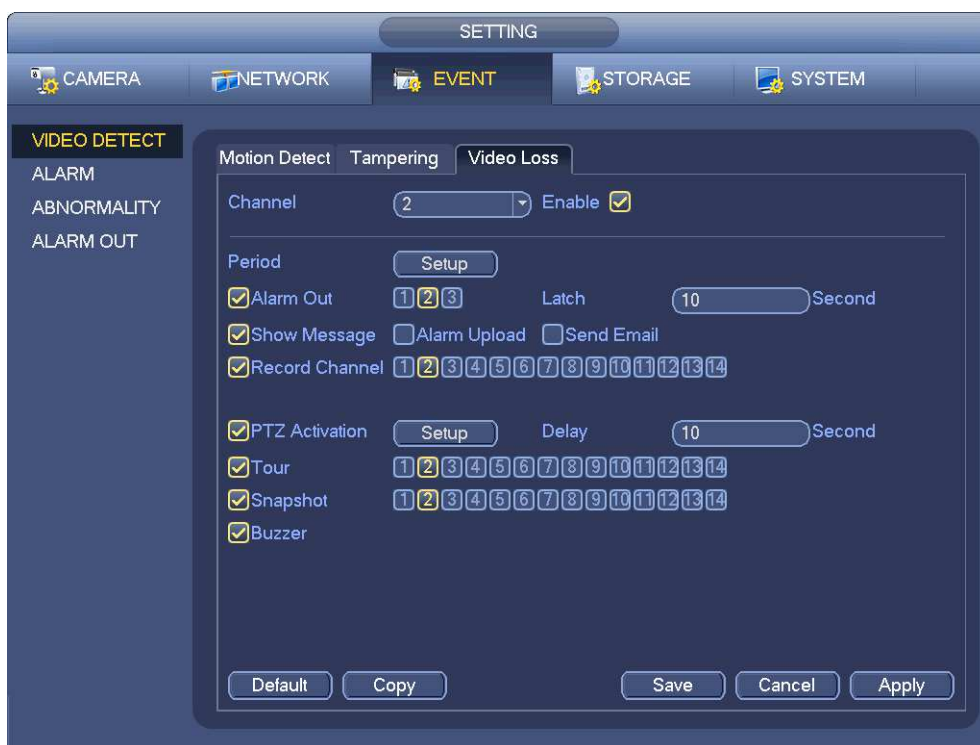 SETTING
CAMERA NETWORK EVENT STORAGE SYSTEM
VIDEO DETECT
ALARM
ABNORMALITY
ALARM OUT
Motion Detect Tampering Video Loss
Channel 2 Enable
Period Setup
Alarm Out 1 2 3 Latch 10 Second
Show Message Alarm Upload Send Email
Record Channel 1 2 3 4 5 6 7 8 9 10 11 12 13 14
PTZ Activation Setup Delay 10 Second
Tour 1 2 3 4 5 6 7 8 9 10 11 12 13 14
Snapshot 1 2 3 4 5 6 7 8 9 10 11 12 13 14
Buzzer
Default Copy Save Cancel Apply